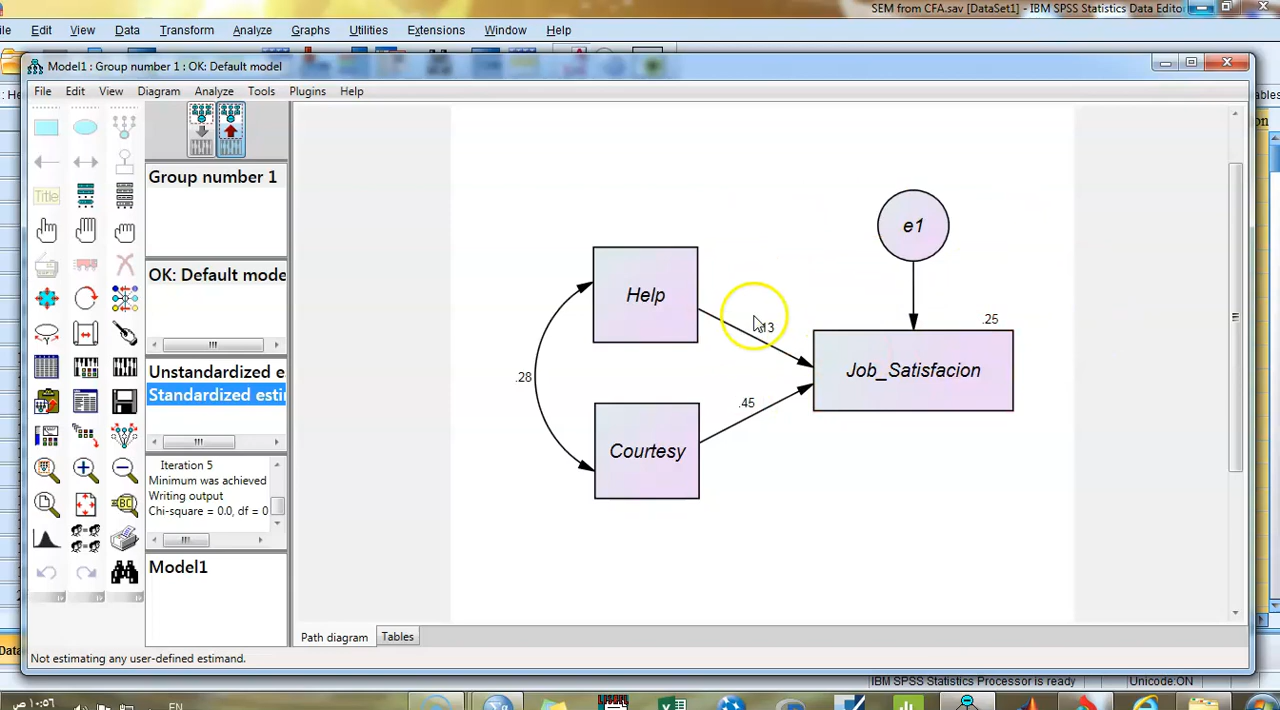 SEM from CFA.sav [DataSet1] - IBM SPSS Statistics Data Edito
Edit View Data Transform Analyze Graphs Utilities Extensions Window Help
Model1 : Group number 1 : OK: Default model
File Edit View Diagram Analyze Tools Plugins Help
Title
Group number 1
OK: Default mode
Unstandardized e
Standardized esti
Iteration 5
Minimum was achieved
Writing output
Chi-square = 0.0, df = 0
Model1
e1
Help
.25
Job_Satisfacion
.28
.45
Courtesy
Path diagram Tables
Not estimating any user-defined estimand.
IBM SPSS Statistics Processor is ready Unicode:ON
EN
١٠:٥٦ ص